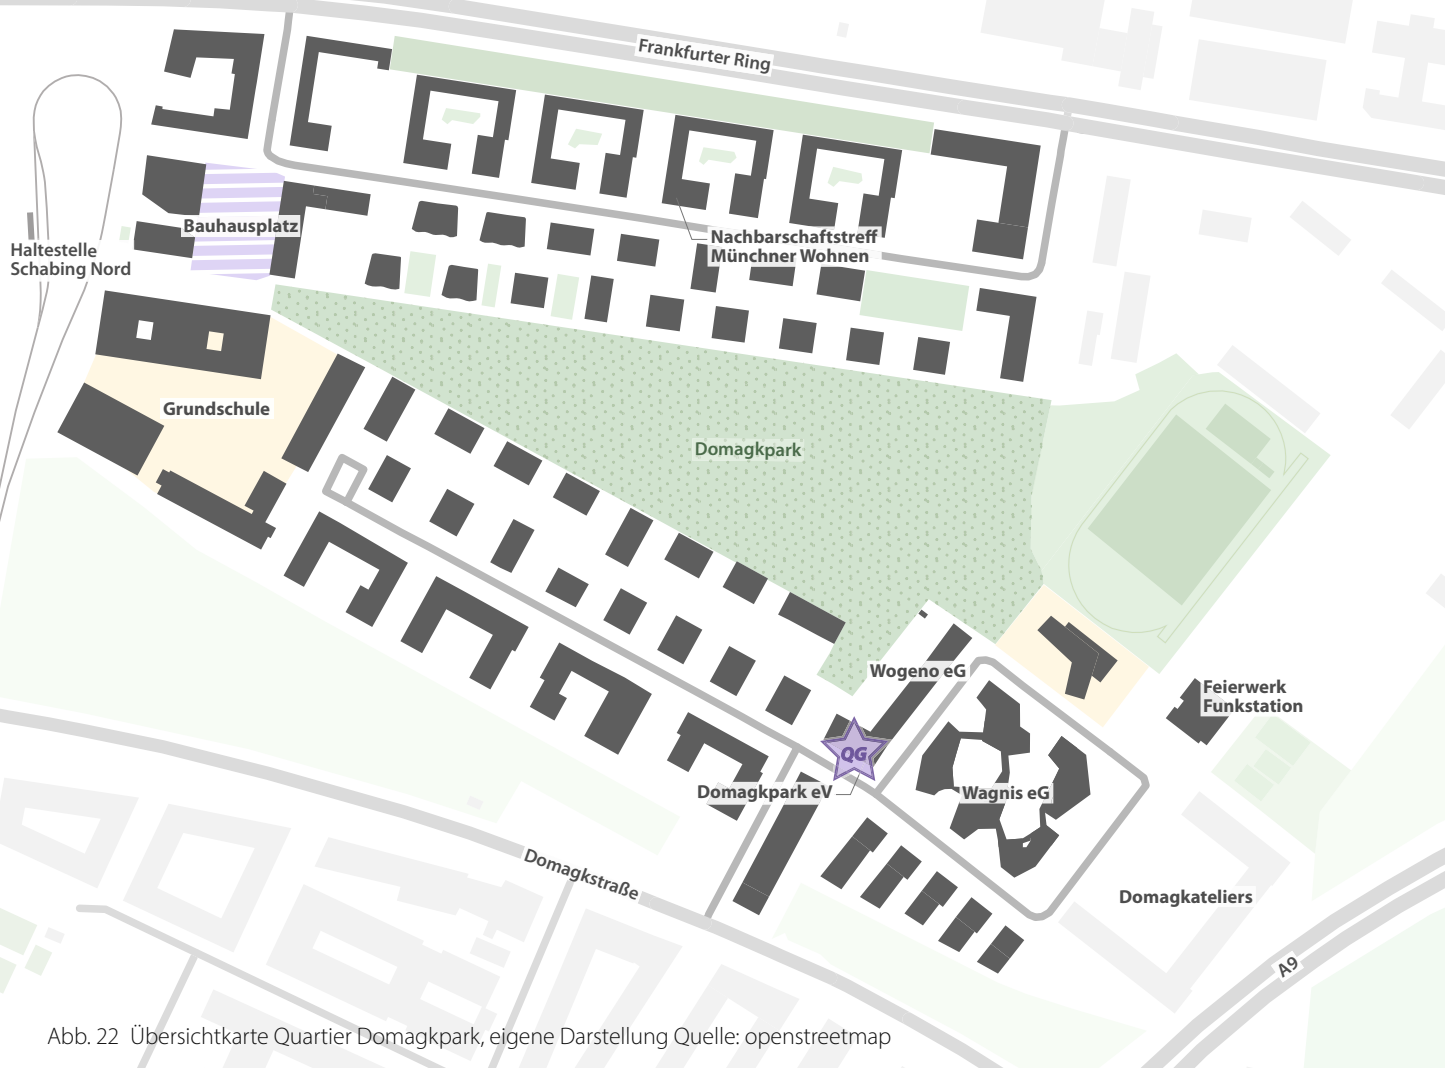 Frankfurter Ring
Bauhausplatz
Haltestelle
Schabing Nord
Nachbarschaftstreff
Münchner Wohnen
Grundschule
Domagkpark
Wogeno eG
Feierwerk
Funkstation
QG
Domagkpark eV
Wagnis eG
Domagkstraße
Domagkateliers
A9
Abb. 22 Übersichtkarte Quartier Domagkpark, eigene Darstellung Quelle: openstreetmap